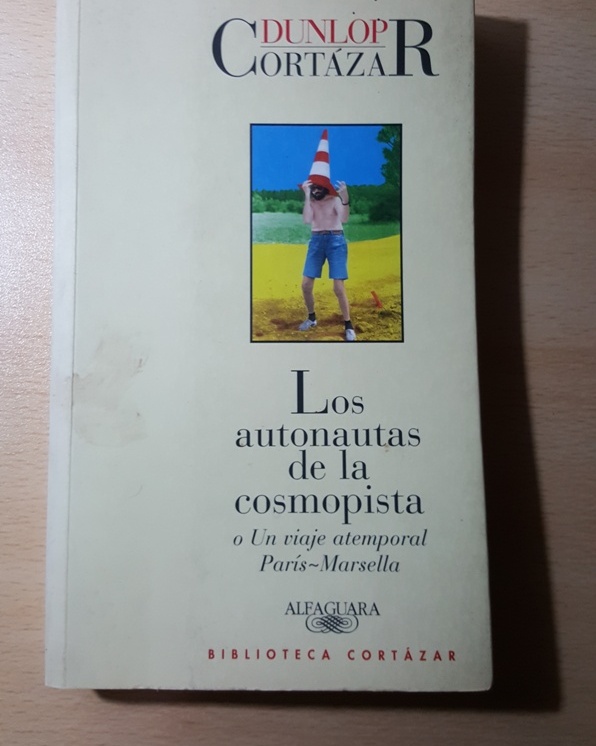 DUNLOP
CORTÁZAR
Los
autonautas
de la
cosmopista
o Un viaje atemporal
París~Marsella
ALFAGUARA
BIBLIOTECA CORTÁZAR